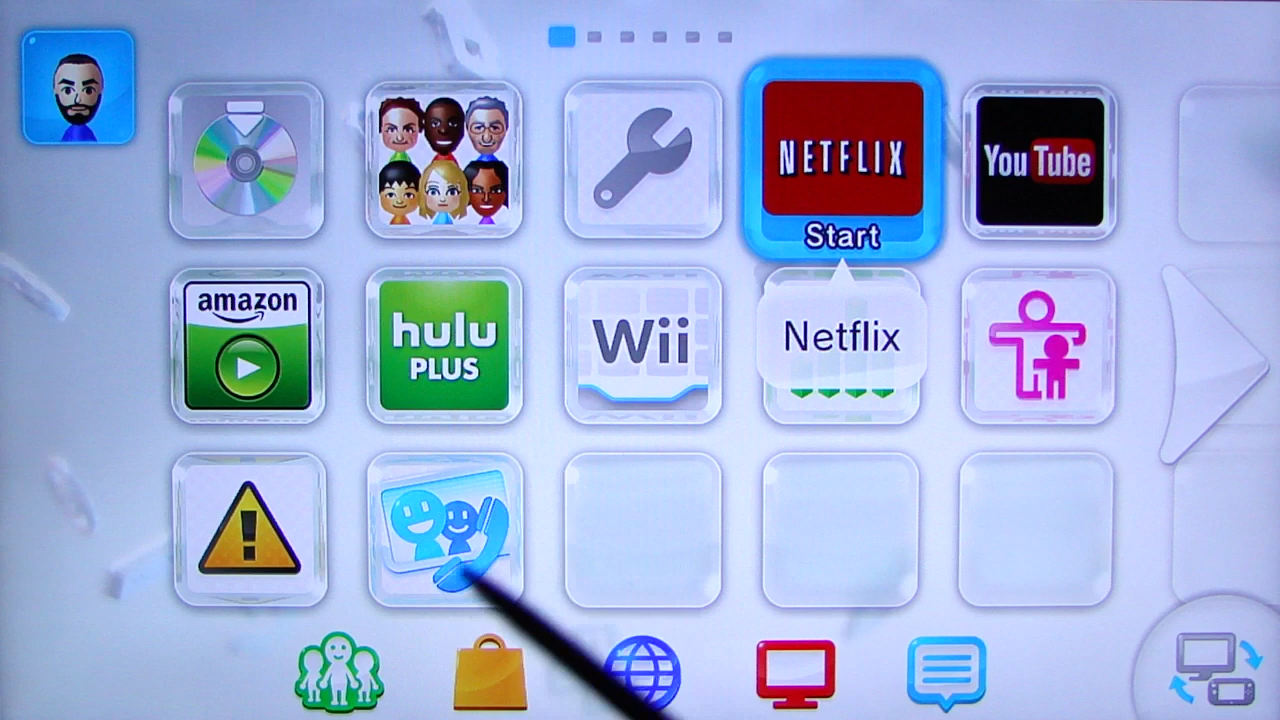 NETFLIX
Start
You Tube
amazon
hulu
PLUS
Wii
Netflix